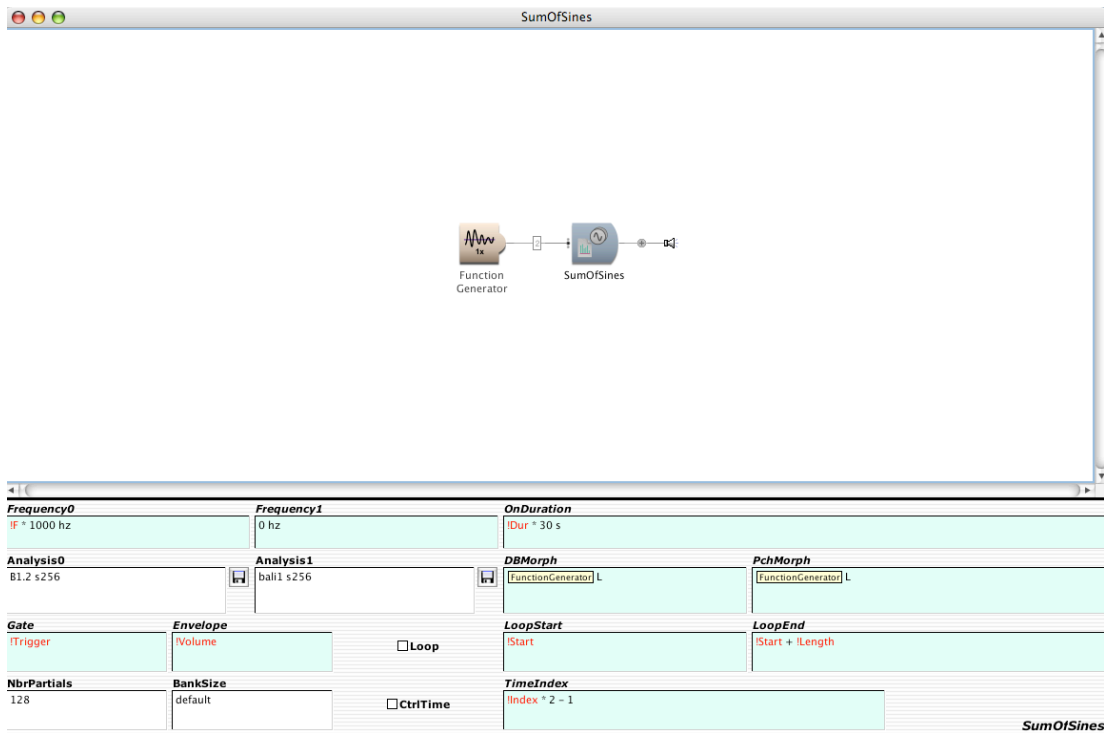 SumOfSines
1x
2
Function
Generator
SumOfSines
Frequency0
Frequency1
OnDuration
!F * 1000 hz
0 hz
!Dur * 30 s
Analysis0
Analysis1
DBMorph
PchMorph
B1.2 s256
bali1 s256
FunctionGenerator L
FunctionGenerator L
Gate
Envelope
Loop
LoopStart
LoopEnd
!Trigger
!Volume
!Start
!Start + !Length
NbrPartials
BankSize
CtrlTime
TimeIndex
128
default
!Index * 2 - 1
SumOfSines